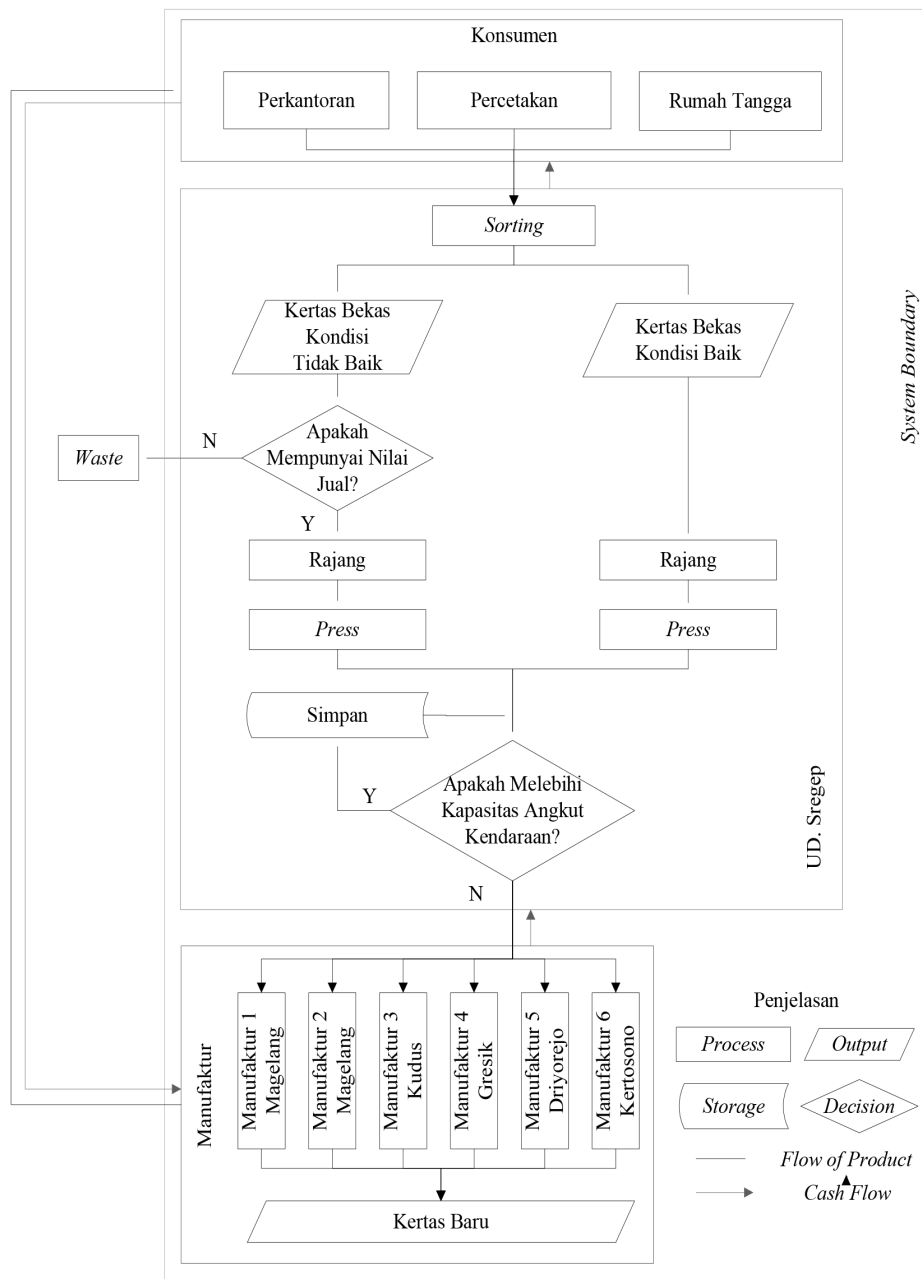 Konsumen
Perkantoran
Percetakan
Rumah Tangga
Sorting
Kertas Bekas
Kondisi
Tidak Baik
Kertas Bekas
Kondisi Baik
System Boundary
Apakah
Mempunyai Nilai
Jual?
N
Waste
Y
Rajang
Rajang
Press
Press
Simpan
Apakah Melebihi
Kapasitas Angkut
Kendaraan?
Y
N
UD. Sregep
Manufaktur
Manufaktur 1
Magelang
Manufaktur 2
Magelang
Manufaktur 3
Kudus
Manufaktur 4
Gresik
Manufaktur 5
Driyorejo
Manufaktur 6
Kertosono
Kertas Baru
Penjelasan
Process
Output
Storage
Decision
Flow of Product
Cash Flow